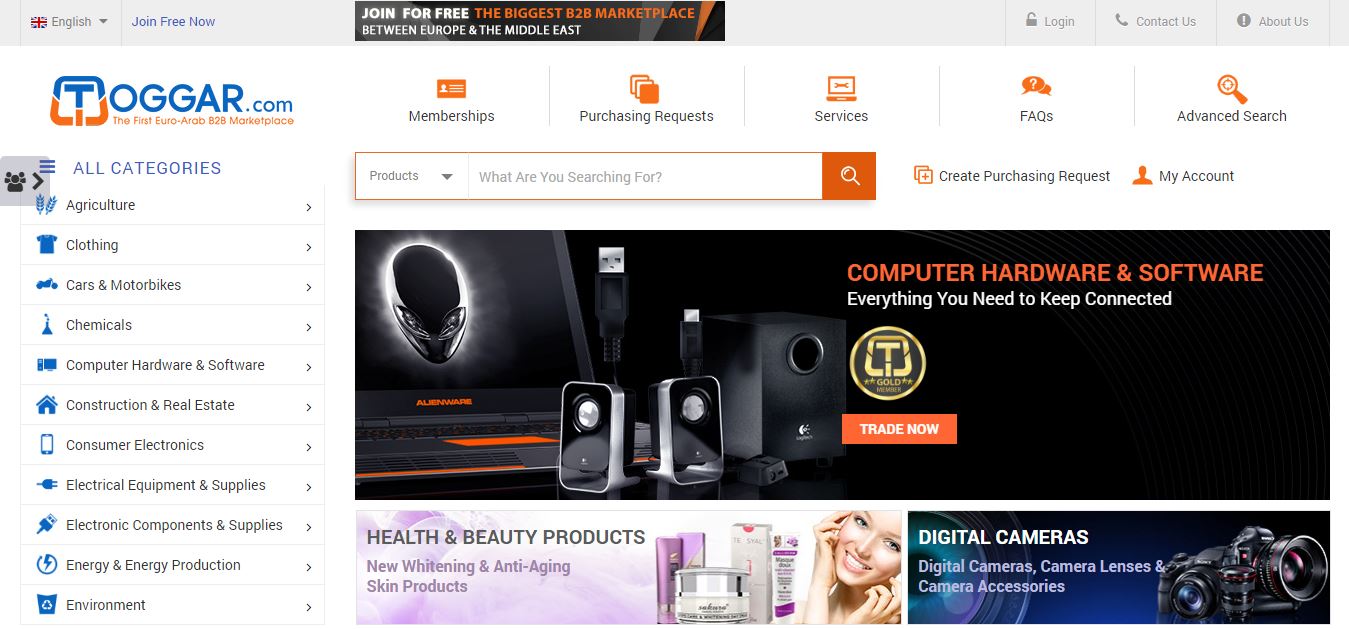 English
Join Free Now
JOIN FOR FREE THE BIGGEST B2B MARKETPLACE
BETWEEN EUROPE & THE MIDDLE EAST
Login
Contact Us
About Us
TOGGAR.com
The First Euro-Arab B2B Marketplace
Memberships
Purchasing Requests
Services
FAQs
Advanced Search
ALL CATEGORIES
Products
What Are You Searching For?
Create Purchasing Request
My Account
Agriculture
Clothing
Cars & Motorbikes
Chemicals
Computer Hardware & Software
Construction & Real Estate
Consumer Electronics
Electrical Equipment & Supplies
Electronic Components & Supplies
Energy & Energy Production
Environment
COMPUTER HARDWARE & SOFTWARE
Everything You Need to Keep Connected
GOLD
MEMBER
TRADE NOW
ALIENWARE
Logitech
HEALTH & BEAUTY PRODUCTS
New Whitening & Anti-Aging
Skin Products
Masque
doux
sakura
DIGITAL CAMERAS
Digital Cameras, Camera Lenses &
Camera Accessories